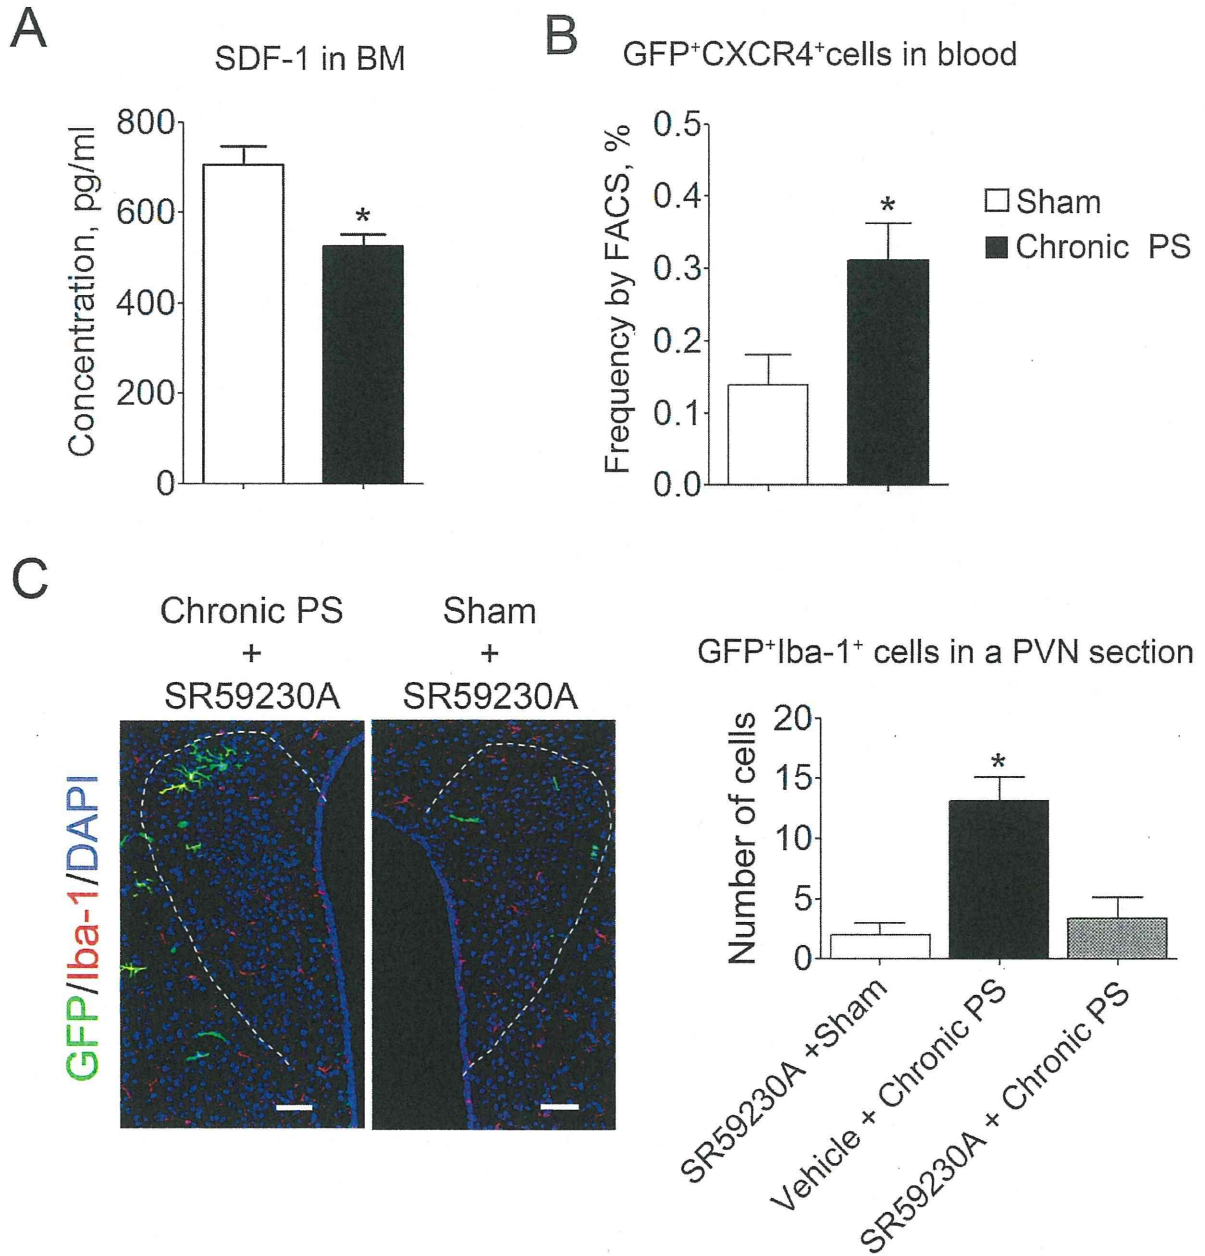 A
SDF-1 in BM
Concentration, pg/ml
800
600
400
200
0
B
GFP⁺CXCR4⁺cells in blood
Frequency by FACS, %
0.5
0.4
0.3
0.2
0.1
0.0
*
*
Sham
Chronic PS
C
Chronic PS
+
SR59230A
Sham
+
SR59230A
GFP/Iba-1/DAPI
GFP⁺Iba-1⁺ cells in a PVN section
Number of cells
20
15
10
5
0
*
SR59230A +Sham
Vehicle + Chronic PS
SR59230A + Chronic PS